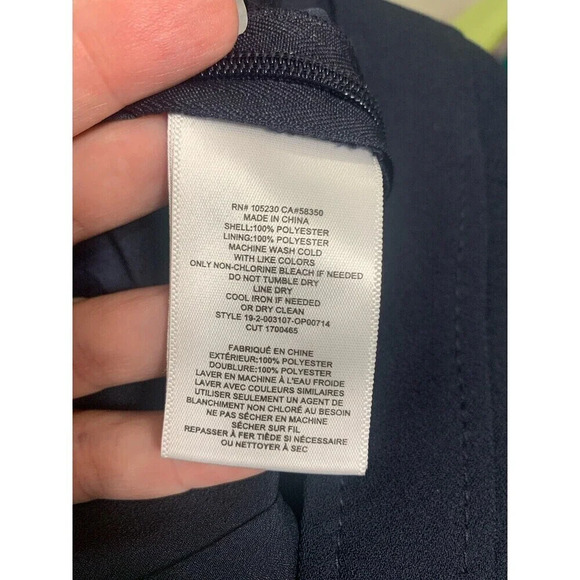 RN# 105230 CA#58350
MADE IN CHINA
SHELL:100% POLYESTER
LINING:100% POLYESTER
MACHINE WASH COLD
WITH LIKE COLORS
ONLY NON-CHLORINE BLEACH IF NEEDED
DO NOT TUMBLE DRY
LINE DRY
COOL IRON IF NEEDED
OR DRY CLEAN
STYLE 19-2-003107-OP00714
CUT 1700465
FABRIQUÉ EN CHINE
EXTÉRIEUR:100% POLYESTER
DOUBLURE:100% POLYESTER
LAVER EN MACHINE À L'EAU FROIDE
LAVER AVEC COULEURS SIMILAIRES
UTILISER SEULEMENT UN AGENT DE
BLANCHIMENT NON CHLORÉ AU BESOIN
NE PAS SÉCHER EN MACHINE
SÉCHER SUR FIL
REPASSER À FER TIÈDE SI NÉCESSAIRE
OU NETTOYER À SEC